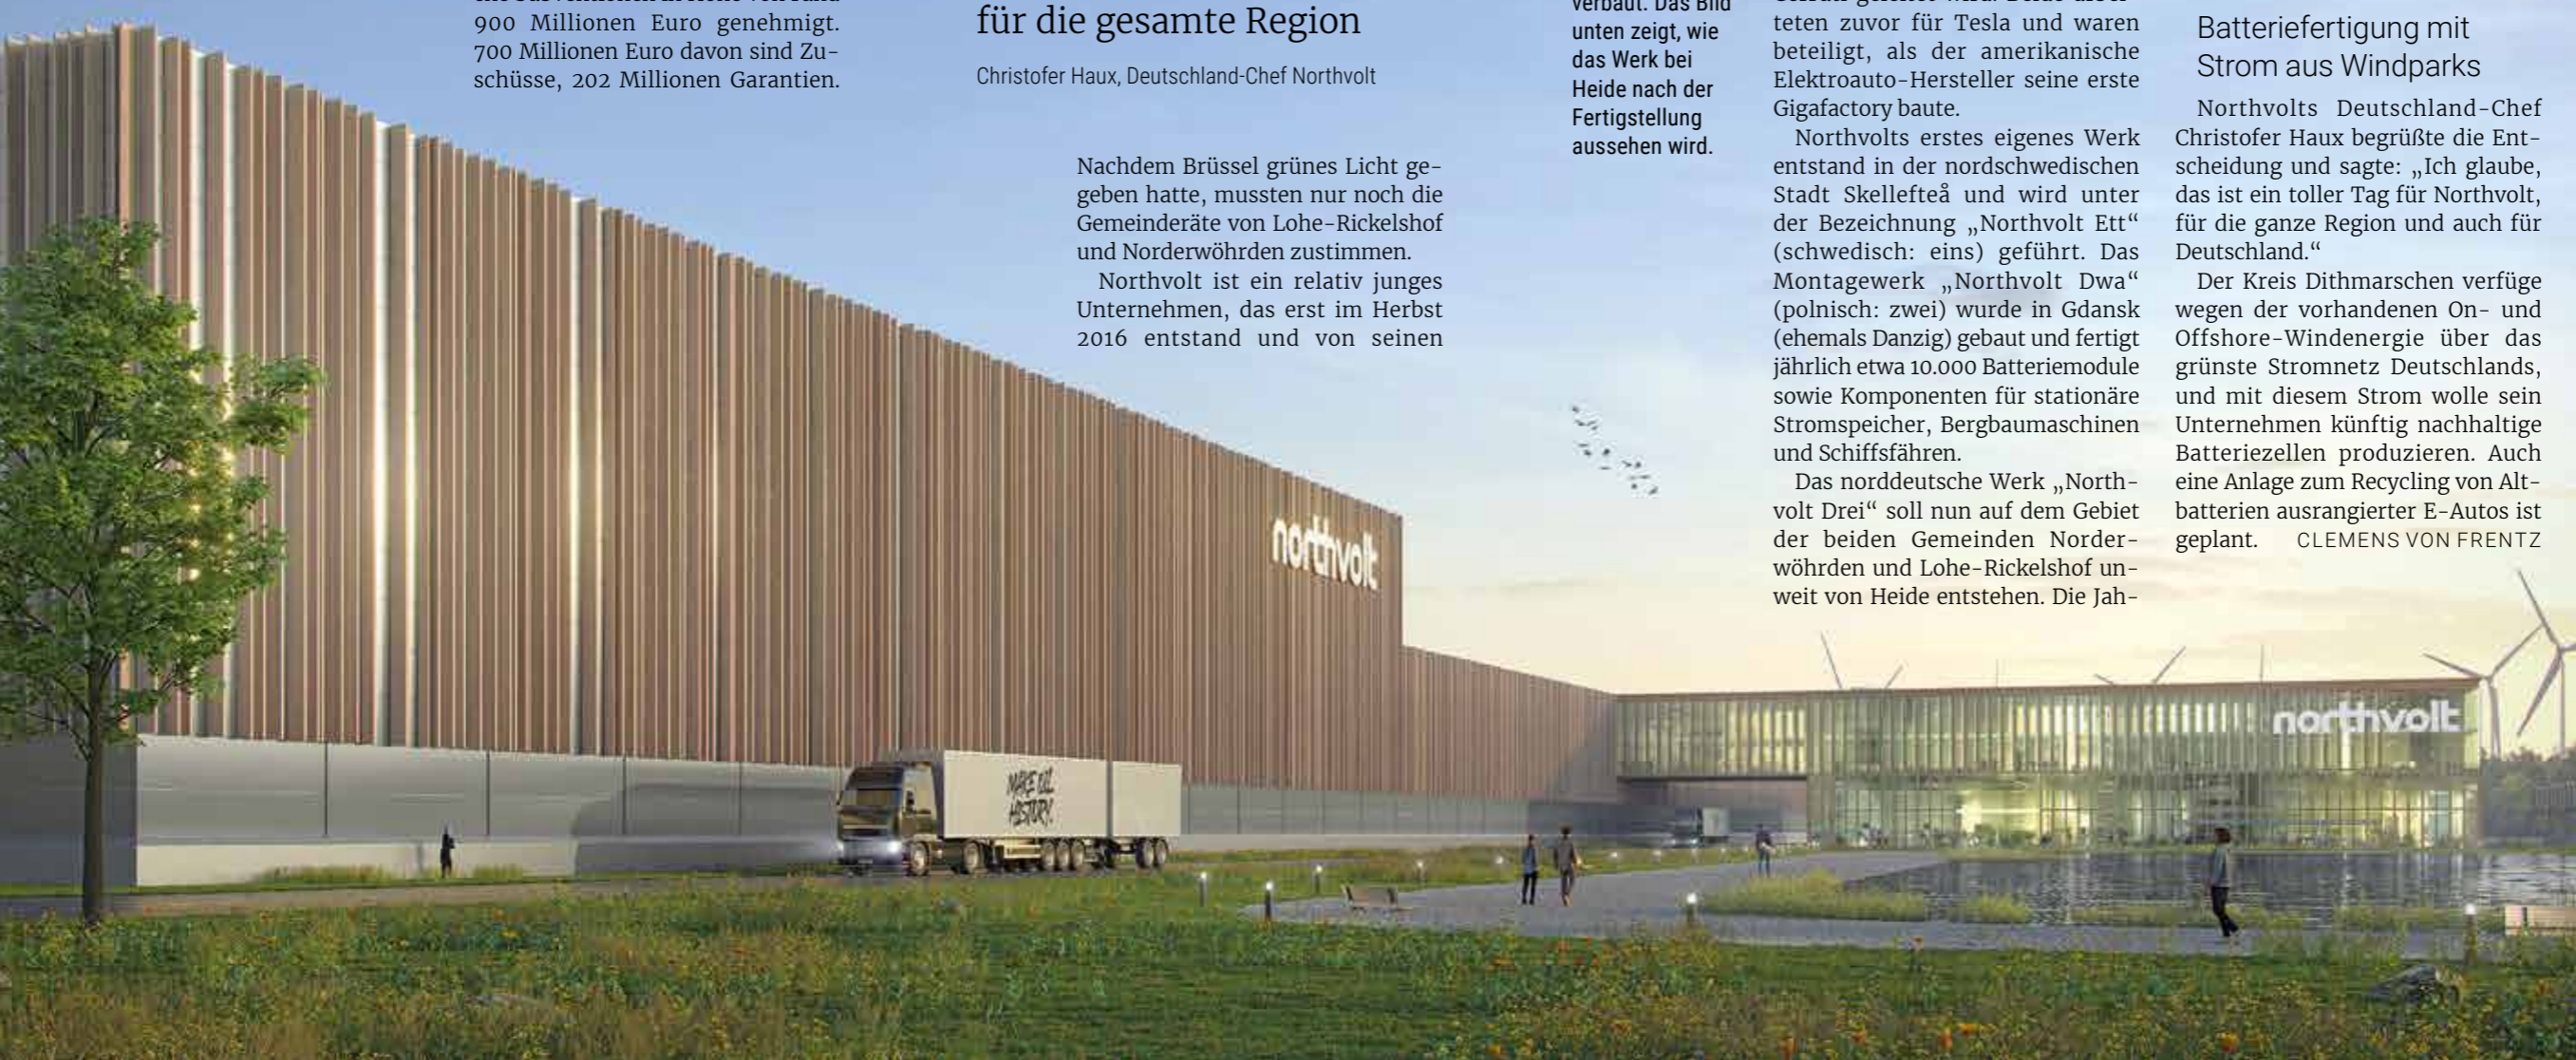 900 Millionen Euro genehmigt.
700 Millionen Euro davon sind Zu-
schüsse, 202 Millionen Garantien.
für die gesamte Region
Christofer Haux, Deutschland-Chef Northvolt
Nachdem Brüssel grünes Licht ge-
geben hatte, mussten nur noch die
Gemeinderäte von Lohe-Rickelshof
und Norderwöhrden zustimmen.
Northvolt ist ein relativ junges
Unternehmen, das erst im Herbst
2016 entstand und von seinen
verbaut. Das Bild
unten zeigt, wie
das Werk bei
Heide nach der
Fertigstellung
aussehen wird.
teten zuvor für Tesla und waren
beteiligt, als der amerikanische
Elektroauto-Hersteller seine erste
Gigafactory baute.
Northvolts erstes eigenes Werk
entstand in der nordschwedischen
Stadt Skellefteå und wird unter
der Bezeichnung „Northvolt Ett“
(schwedisch: eins) geführt. Das
Montagewerk „Northvolt Dwa“
(polnisch: zwei) wurde in Gdansk
(ehemals Danzig) gebaut und fertigt
jährlich etwa 10.000 Batteriemodule
sowie Komponenten für stationäre
Stromspeicher, Bergbaumaschinen
und Schiffsfähren.
Das norddeutsche Werk „North-
volt Drei“ soll nun auf dem Gebiet
der beiden Gemeinden Norder-
wöhrden und Lohe-Rickelshof un-
weit von Heide entstehen. Die Jah-
Batteriefertigung mit
Strom aus Windparks
Northvolts Deutschland-Chef
Christofer Haux begrüßte die Ent-
scheidung und sagte: „Ich glaube,
das ist ein toller Tag für Northvolt,
für die ganze Region und auch für
Deutschland.“
Der Kreis Dithmarschen verfüge
wegen der vorhandenen On- und
Offshore-Windenergie über das
grünste Stromnetz Deutschlands,
und mit diesem Strom wolle sein
Unternehmen künftig nachhaltige
Batteriezellen produzieren. Auch
eine Anlage zum Recycling von Alt-
batterien ausrangierter E-Autos ist
geplant. CLEMENS VON FRENTZ
northvolt
northvolt
MAKE OIL
HISTORY.